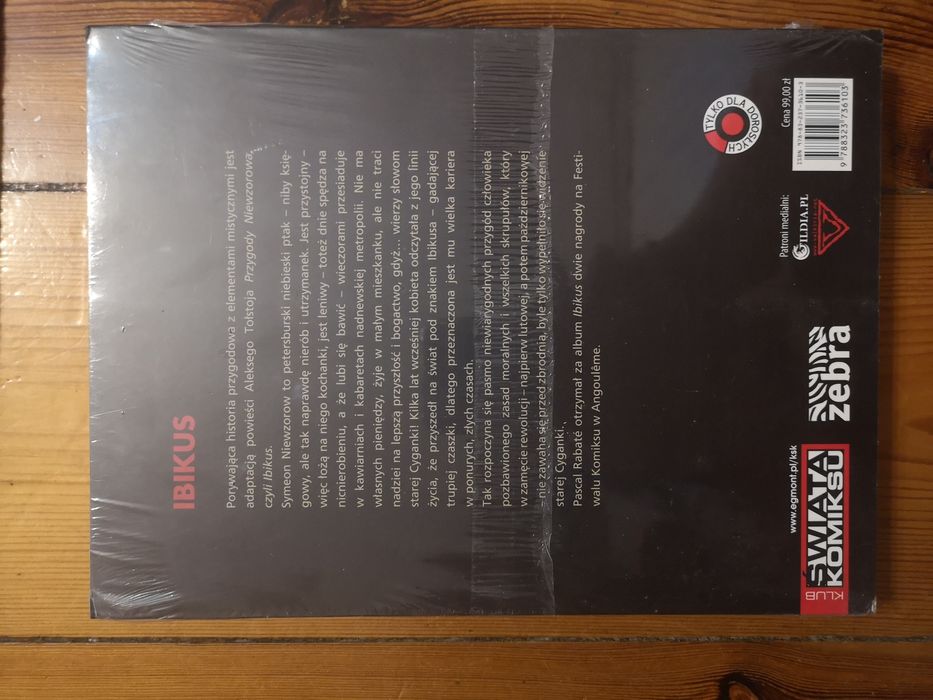 IBIKUS
Porywająca historia przygodowa z elementami mistycznymi jest
adaptacją powieści Aleksego Tołstoja Przygody Niewzorowa,
czyli Ibikus.
Symeon Niewzorow to petersburski niebieski ptak – niby księ-
gowy, ale tak naprawdę nierób i utrzymanek. Jest przystojny –
więc łożą na niego kochanki, jest leniwy – toteż dnie spędza na
nicnierobieniu, a że lubi się bawić – wieczorami przesiaduje
w kawiarniach i kabaretach nadnewskiej metropolii. Nie ma
własnych pieniędzy, żyje w małym mieszkanku, ale nie traci
nadziei na lepszą przyszłość i bogactwo, gdyż... wierzy słowom
starej Cyganki! Kilka lat wcześniej kobieta odczytała z jego linii
życia, że przyszedł na świat pod znakiem Ibikusa – gadającej
trupiej czaszki, dlatego przeznaczona jest mu wielka kariera
w ponurych, złych czasach.
Tak rozpoczyna się pasmo niewiarygodnych przygód człowieka
pozbawionego zasad moralnych i wszelkich skrupułów, który
w zamęcie rewolucji – najpierw lutowej, a potem październikowej
– nie zawaha się przed zbrodnią, byle tylko wypełniło się widzenie
starej Cyganki.
Pascal Rabaté otrzymał za album Ibikus dwie nagrody na Festi-
walu Komiksu w Angoulême.
TYLKO DLA DOROSŁYCH
www.egmont.pl/ksk
KLUB
ŚWIATA
KOMIKSU
zebra
Patroni medialni:
GILDIA.PL
Cena 99,00 zł
ISBN 978-83-237-3610-3
9 788323 736103